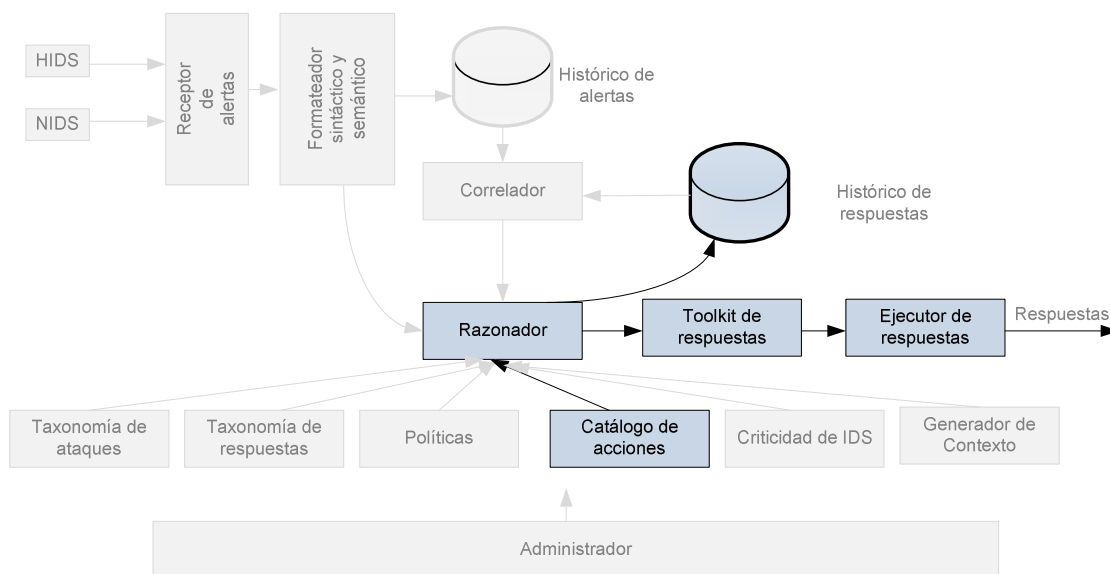 HIDS
NIDS
Receptor
de
alertas
Formateador
sintáctico y
semántico
Histórico de
alertas
Correlador
Histórico de
respuestas
Razonador
Toolkit de
respuestas
Ejecutor de
respuestas
Respuestas
Taxonomía de
ataques
Taxonomía de
respuestas
Políticas
Catálogo de
acciones
Criticidad de IDS
Generador de
Contexto
Administrador